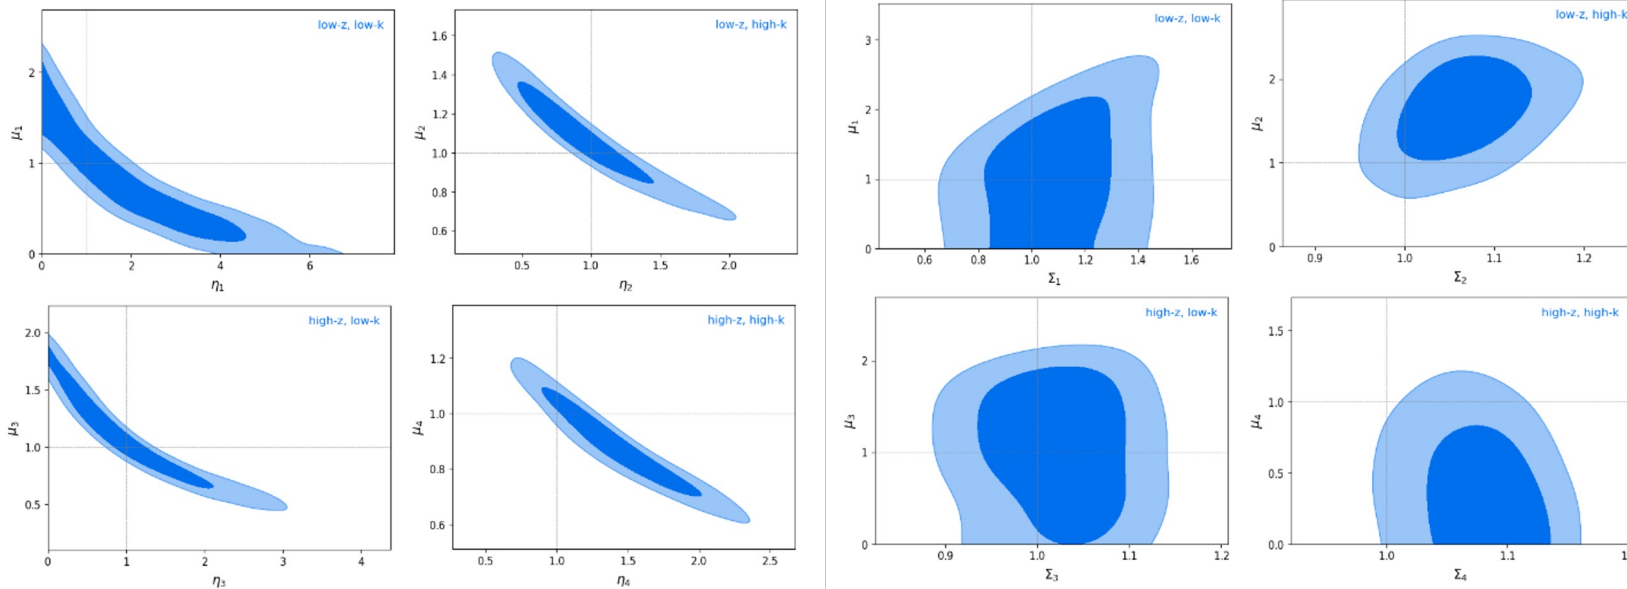 low-z, low-k
μ1
2
1
0
0 2 4 6
η1
low-z, high-k
μ2
1.6
1.4
1.2
1.0
0.8
0.6
0.5 1.0 1.5 2.0
η2
low-z, low-k
μ1
3
2
1
0
0.6 0.8 1.0 1.2 1.4 1.6
Σ1
low-z, high-k
μ2
2
1
0
0.9 1.0 1.1 1.2
Σ2
high-z, low-k
μ3
2.0
1.5
1.0
0.5
0 1 2 3 4
η3
high-z, high-k
μ4
1.2
1.0
0.8
0.6
0.5 1.0 1.5 2.0 2.5
η4
high-z, low-k
μ3
2
1
0
0.9 1.0 1.1 1.2
Σ3
high-z, high-k
μ4
1.5
1.0
0.5
0.0
1.0 1.1
Σ4